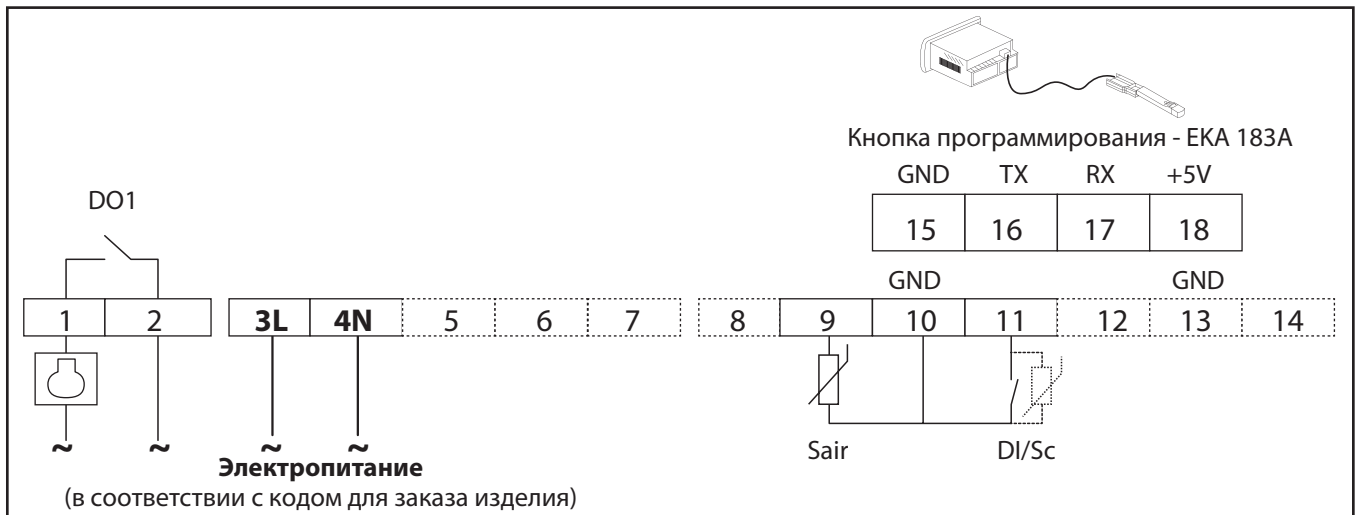 Кнопка программирования - EKA 183A
GND TX RX +5V
DO1
15 16 17 18
GND GND
1 2 3L 4N 5 6 7 8 9 10 11 12 13 14
~ ~ ~ ~
Sair DI/Sc
Электропитание
(в соответствии с кодом для заказа изделия)